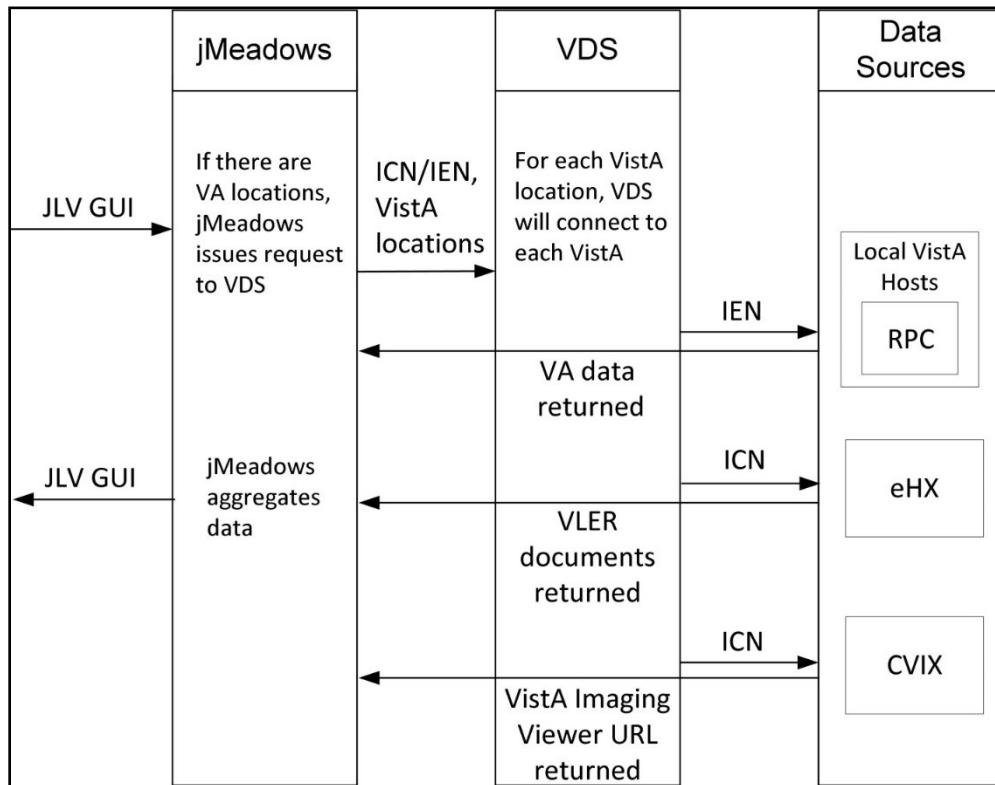 jMeadows
VDS
Data
Sources
JLV GUI
If there are
VA locations,
jMeadows
issues request
to VDS
ICN/IEN,
VistA
locations
For each VistA
location, VDS
will connect to
each VistA
Local VistA
Hosts
RPC
IEN
VA data
returned
JLV GUI
jMeadows
aggregates
data
ICN
eHX
VLER
documents
returned
ICN
CVIX
VistA Imaging
Viewer URL
returned